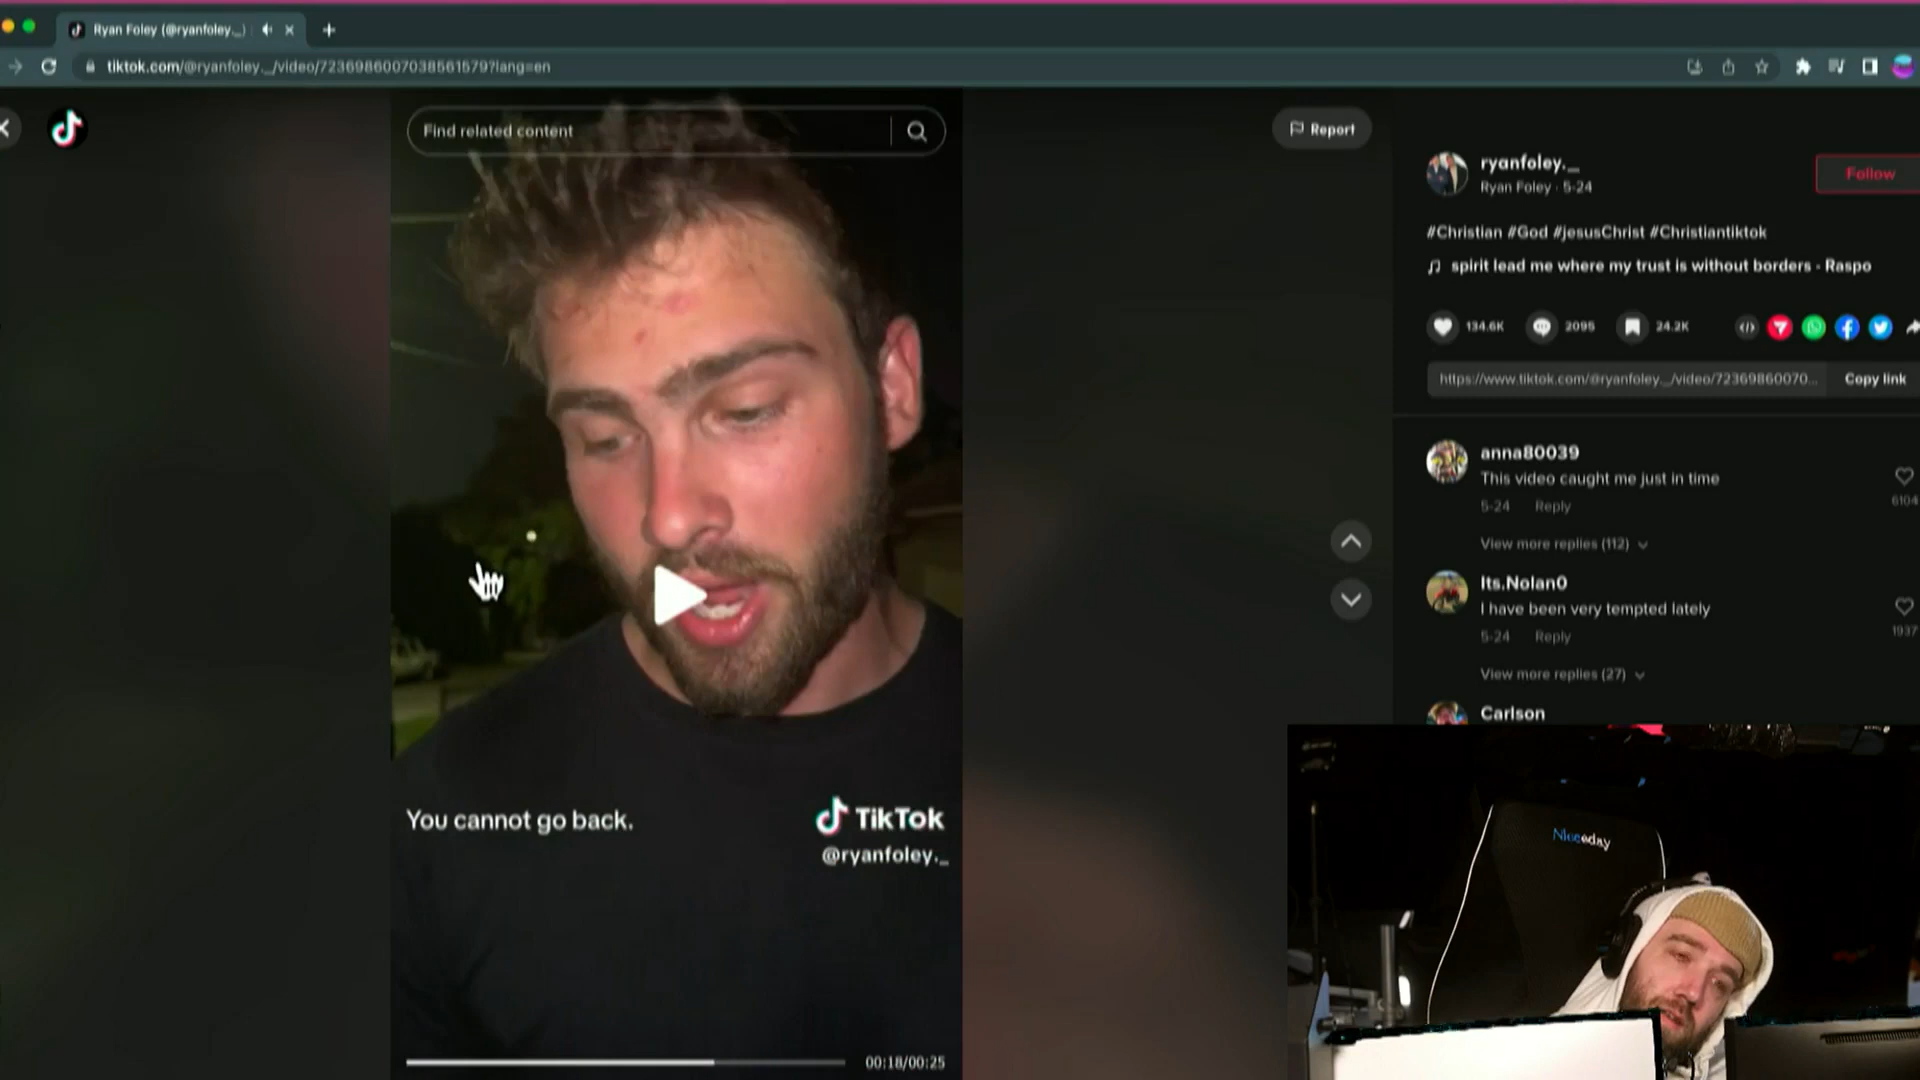 Ryan Foley (@ryanfoley._)
tiktok.com/@ryanfoley._/video/7236986007038561579?lang=en
Find related content
Report
ryanfoley._
Ryan Foley · 5-24
Follow
#Christian #God #jesusChrist #Christiantiktok
spirit lead me where my trust is without borders - Raspo
134.6K
2095
24.2K
https://www.tiktok.com/@ryanfoley._/video/72369860070...
Copy link
anna80039
This video caught me just in time
5-24 Reply
6104
View more replies (112)
Its.Nolan0
I have been very tempted lately
5-24 Reply
1937
View more replies (27)
Carlson
You cannot go back.
TikTok
@ryanfoley._
00:18/00:25
Niceday